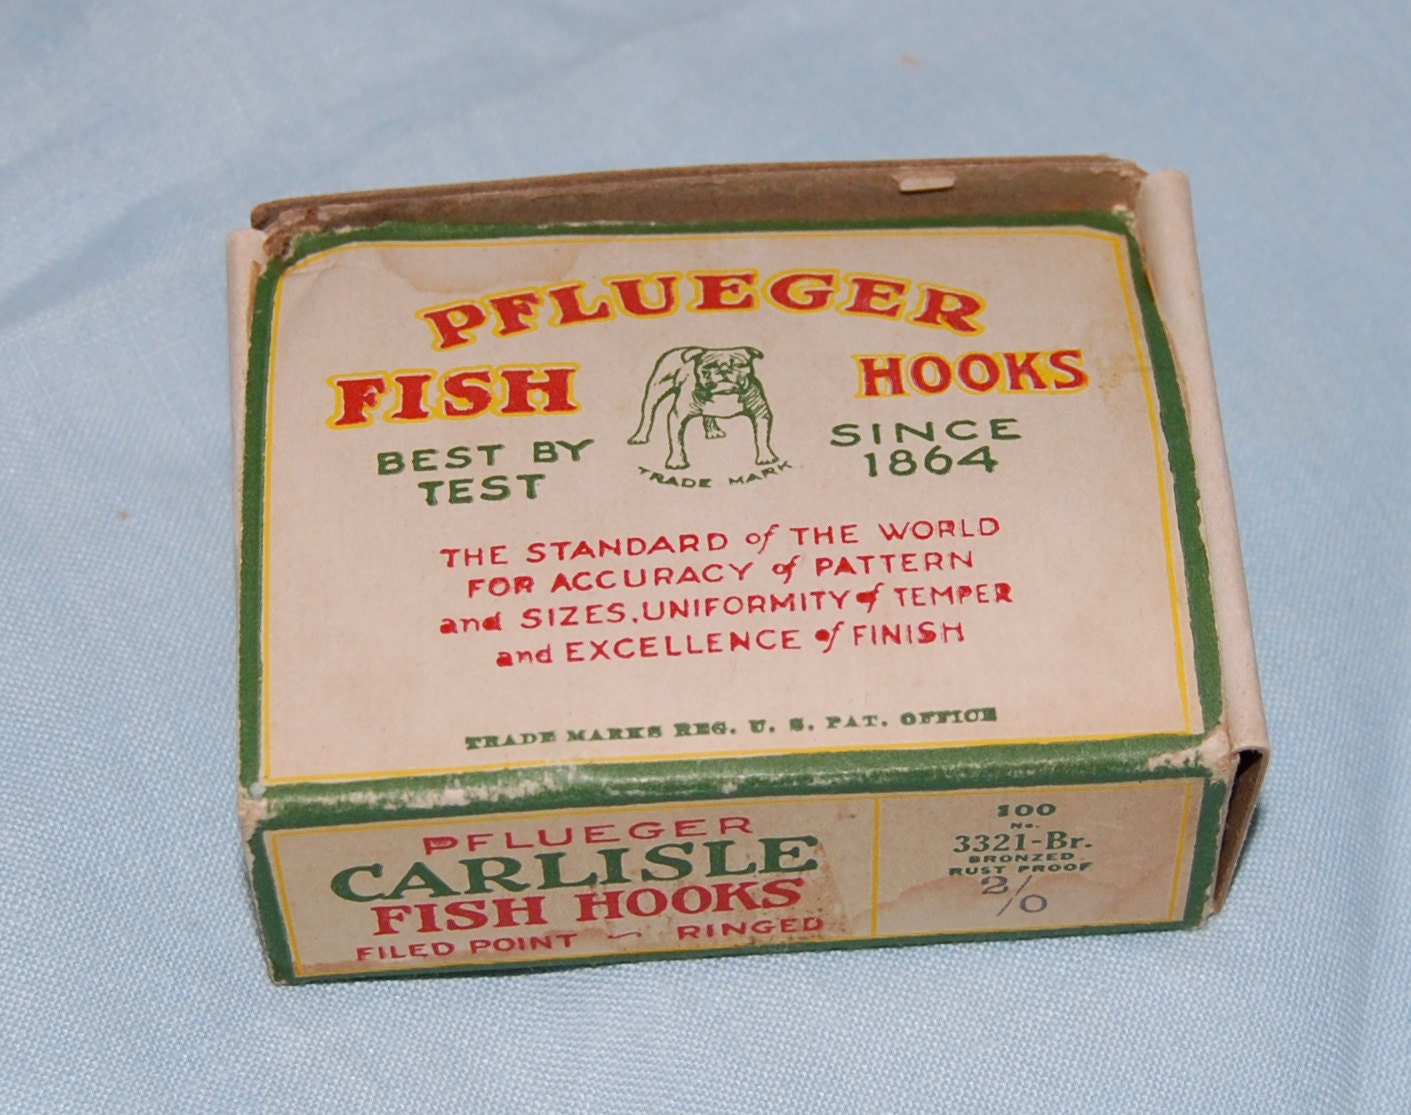 PFLUEGER
FISH HOOKS
BEST BY
TEST
TRADE MARK
SINCE
1864
THE STANDARD of THE WORLD
FOR ACCURACY of PATTERN
and SIZES, UNIFORMITY of TEMPER
and EXCELLENCE of FINISH
TRADE MARKS REG. U. S. PAT. OFFICE
PFLUEGER
CARLISLE
FISH HOOKS
FILED POINT – RINGED
100
No.
3321-Br.
BRONZED
RUST PROOF
2/0